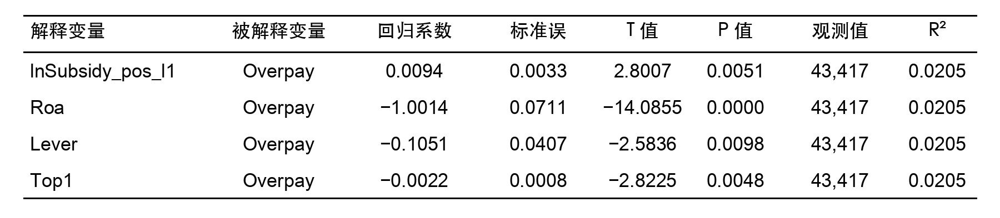 解释变量 被解释变量 回归系数 标准误 T 值 P 值 观测值 R²
lnSubsidy_pos_l1 Overpay 0.0094 0.0033 2.8007 0.0051 43,417 0.0205
Roa Overpay −1.0014 0.0711 −14.0855 0.0000 43,417 0.0205
Lever Overpay −0.1051 0.0407 −2.5836 0.0098 43,417 0.0205
Top1 Overpay −0.0022 0.0008 −2.8225 0.0048 43,417 0.0205